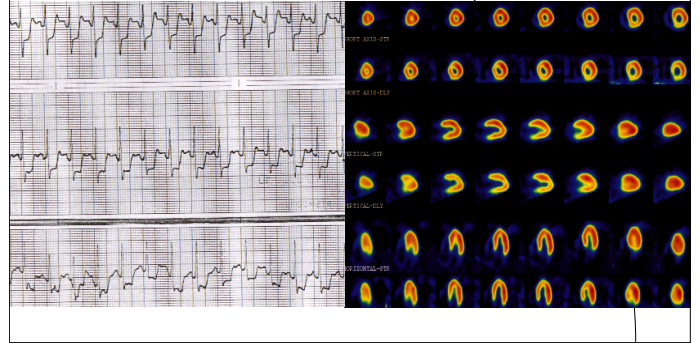 SHORT AXIS-STR
SHORT AXIS-DLY
VERTICAL-STR
VERTICAL-DLY
HORIZONTAL-STR